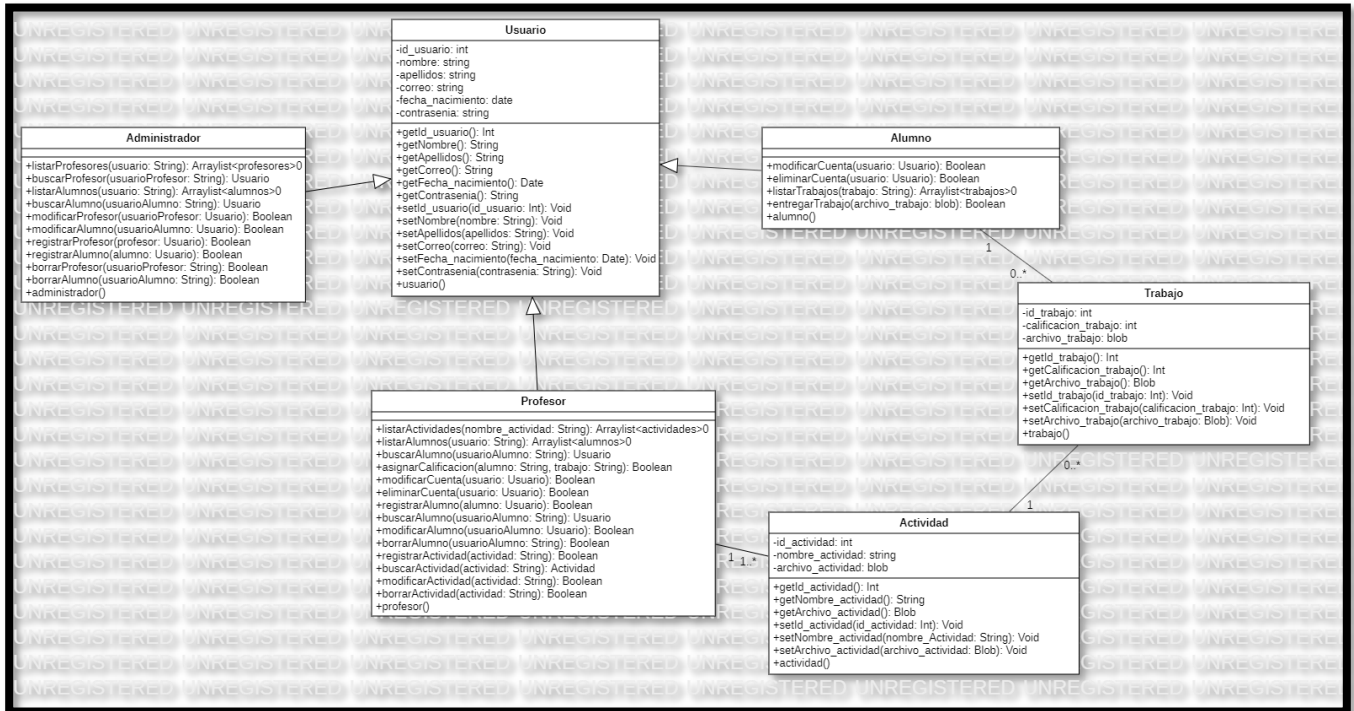 Usuario
-id_usuario: int
-nombre: string
-apellidos: string
-correo: string
-fecha_nacimiento: date
-contrasenia: string
+getId_usuario(): Int
+getNombre(): String
+getApellidos(): String
+getCorreo(): String
+getFecha_nacimiento(): Date
+getContrasenia(): String
+setId_usuario(id_usuario: Int): Void
+setNombre(nombre: String): Void
+setApellidos(apellidos: String): Void
+setCorreo(correo: String): Void
+setFecha_nacimiento(fecha_nacimiento: Date): Void
+setContrasenia(contrasenia: String): Void
+usuario()
Administrador
+listarProfesores(usuario: String): Arraylist<profesores>0
+buscarProfesor(usuarioProfesor: String): Usuario
+listarAlumnos(usuario: String): Arraylist<alumnos>0
+buscarAlumno(usuarioAlumno: String): Usuario
+modificarProfesor(usuarioProfesor: Usuario): Boolean
+modificarAlumno(usuarioAlumno: Usuario): Boolean
+registrarProfesor(profesor: Usuario): Boolean
+registrarAlumno(alumno: Usuario): Boolean
+borrarProfesor(usuarioProfesor: String): Boolean
+borrarAlumno(usuarioAlumno: String): Boolean
+administrador()
Alumno
+modificarCuenta(usuario: Usuario): Boolean
+eliminarCuenta(usuario: Usuario): Boolean
+listarTrabajos(trabajo: String): Arraylist<trabajos>0
+entregarTrabajo(archivo_trabajo: blob): Boolean
+alumno()
1
0..*
Trabajo
-id_trabajo: int
-calificacion_trabajo: int
-archivo_trabajo: blob
+getId_trabajo(): Int
+getCalificacion_trabajo(): Int
+getArchivo_trabajo(): Blob
+setId_trabajo(id_trabajo: Int): Void
+setCalificacion_trabajo(calificacion_trabajo: Int): Void
+setArchivo_trabajo(archivo_trabajo: Blob): Void
+trabajo()
0..*
1
Profesor
+listarActividades(nombre_actividad: String): Arraylist<actividades>0
+listarAlumnos(usuario: String): Arraylist<alumnos>0
+buscarAlumno(usuarioAlumno: String): Usuario
+asignarCalificacion(alumno: String, trabajo: String): Boolean
+modificarCuenta(usuario: Usuario): Boolean
+eliminarCuenta(usuario: Usuario): Boolean
+registrarAlumno(alumno: Usuario): Boolean
+buscarAlumno(usuarioAlumno: String): Usuario
+modificarAlumno(usuarioAlumno: Usuario): Boolean
+borrarAlumno(usuarioAlumno: String): Boolean
+registrarActividad(actividad: String): Boolean
+buscarActividad(actividad: String): Actividad
+modificarActividad(actividad: String): Boolean
+borrarActividad(actividad: String): Boolean
+profesor()
1
1..*
Actividad
-id_actividad: int
-nombre_actividad: string
-archivo_actividad: blob
+getId_actividad(): Int
+getNombre_actividad(): String
+getArchivo_actividad(): Blob
+setId_actividad(id_actividad: Int): Void
+setNombre_actividad(nombre_Actividad: String): Void
+setArchivo_actividad(archivo_actividad: Blob): Void
+actividad()
UNREGISTERED